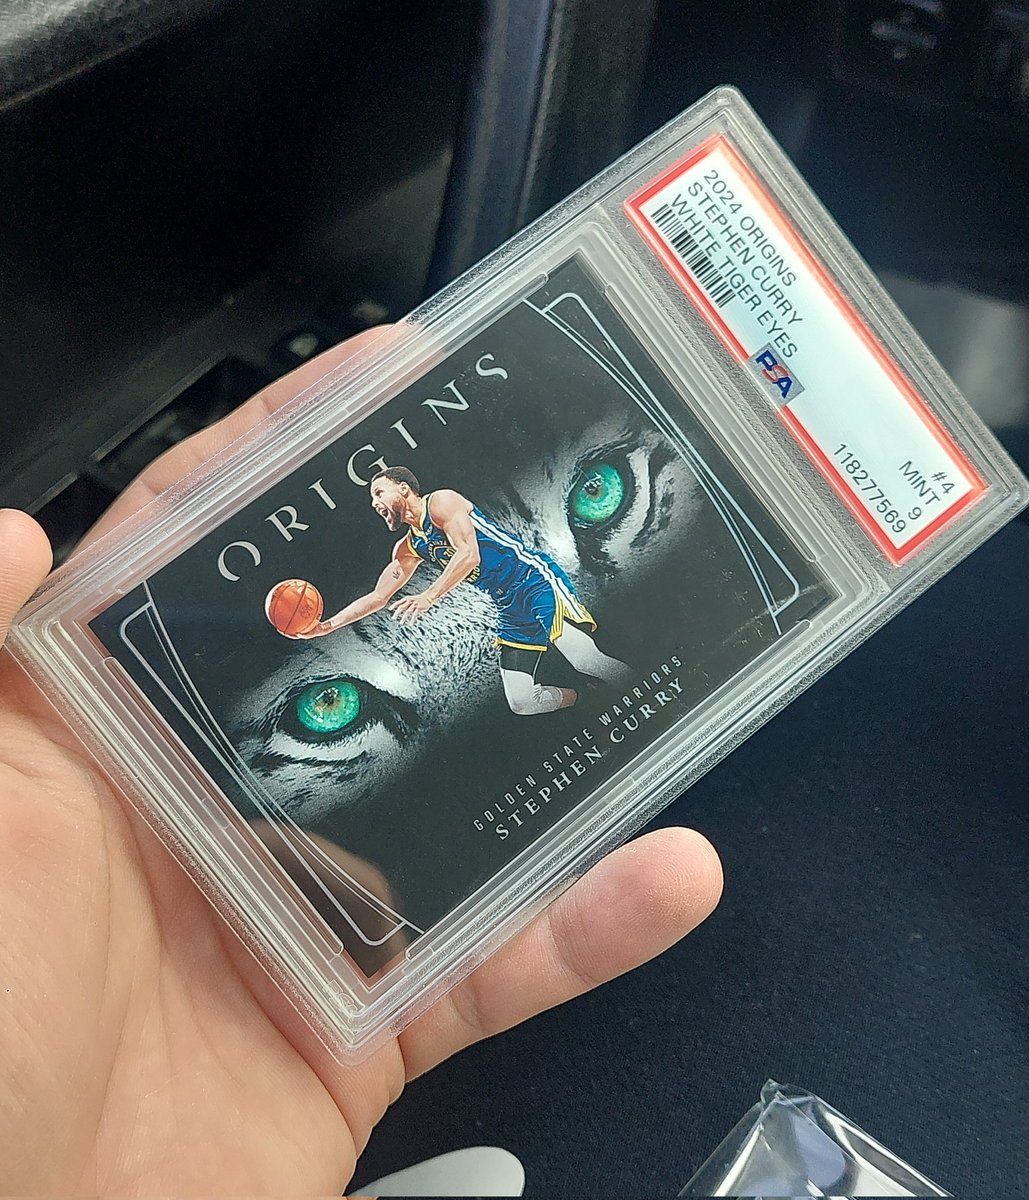 2024 ORIGINS
STEPHEN CURRY
WHITE TIGER EYES
#4
MINT 9
118277569
PSA
ORIGINS
GOLDEN STATE WARRIORS
STEPHEN CURRY